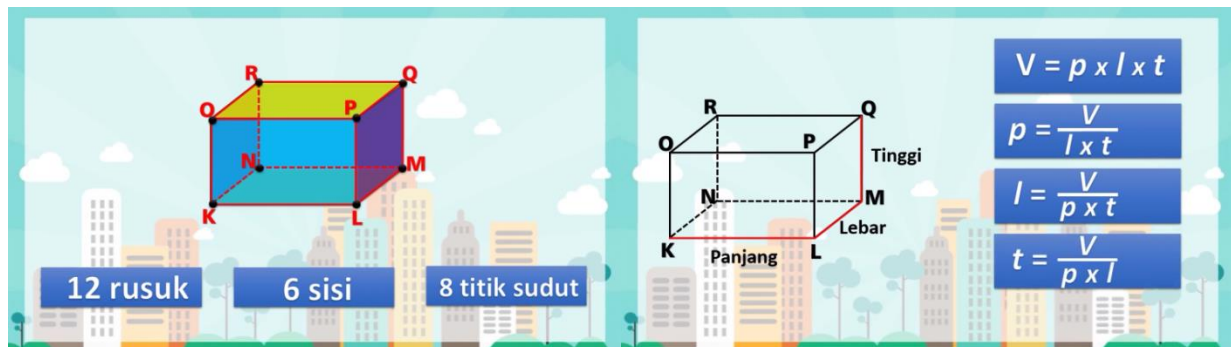 R
Q
O
P
N
M
K
L
12 rusuk
6 sisi
8 titik sudut
R
Q
O
P
Tinggi
N
M
Lebar
K
Panjang
L
V = p x l x t
p = V / l x t
l = V / p x t
t = V / p x l